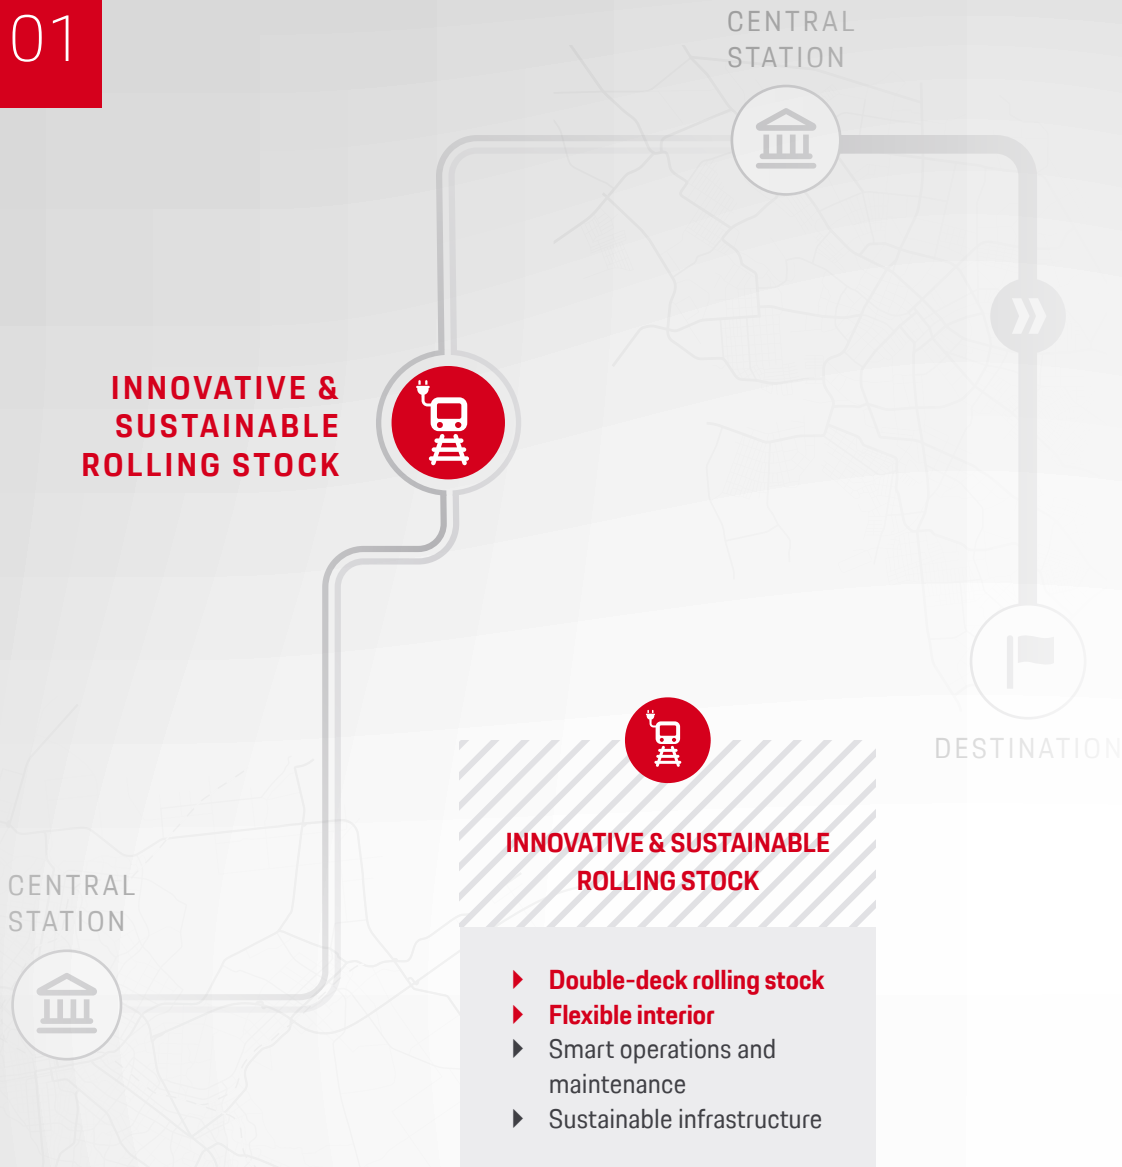 01
CENTRAL
STATION
INNOVATIVE &
SUSTAINABLE
ROLLING STOCK
DESTINATION
INNOVATIVE & SUSTAINABLE
ROLLING STOCK
CENTRAL
STATION
Double-deck rolling stock
Flexible interior
Smart operations and
maintenance
Sustainable infrastructure